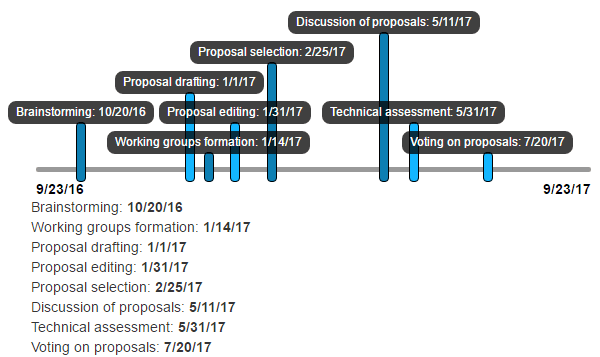 Discussion of proposals: 5/11/17
Proposal selection: 2/25/17
Proposal drafting: 1/1/17
Brainstorming: 10/20/16
Proposal editing: 1/31/17
Technical assessment: 5/31/17
Working groups formation: 1/14/17
Voting on proposals: 7/20/17
9/23/16
9/23/17
Brainstorming: 10/20/16
Working groups formation: 1/14/17
Proposal drafting: 1/1/17
Proposal editing: 1/31/17
Proposal selection: 2/25/17
Discussion of proposals: 5/11/17
Technical assessment: 5/31/17
Voting on proposals: 7/20/17